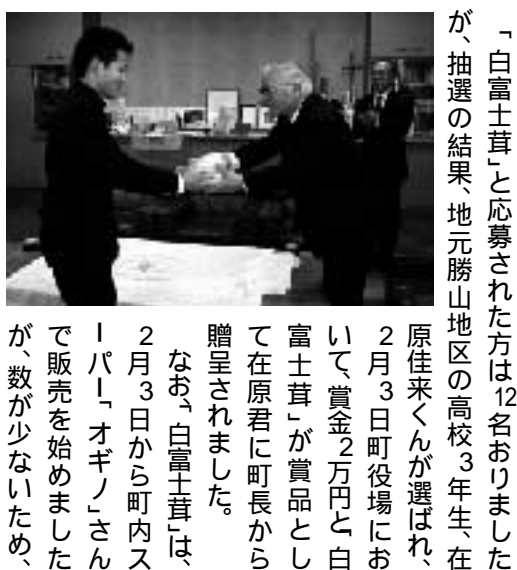 「白富士茸」と応募された方は12名おりました
が、抽選の結果、地元勝山地区の高校3年生、在
原佳来くんが選ばれ、
2月3日町役場にお
いて、賞金2万円と「白
富士茸」が賞品とし
て在原君に町長から
贈呈されました。
なお、「白富士茸」は、
2月3日から町内ス
ーパー「オギノ」さん
で販売を始めました
が、数が少ないため、